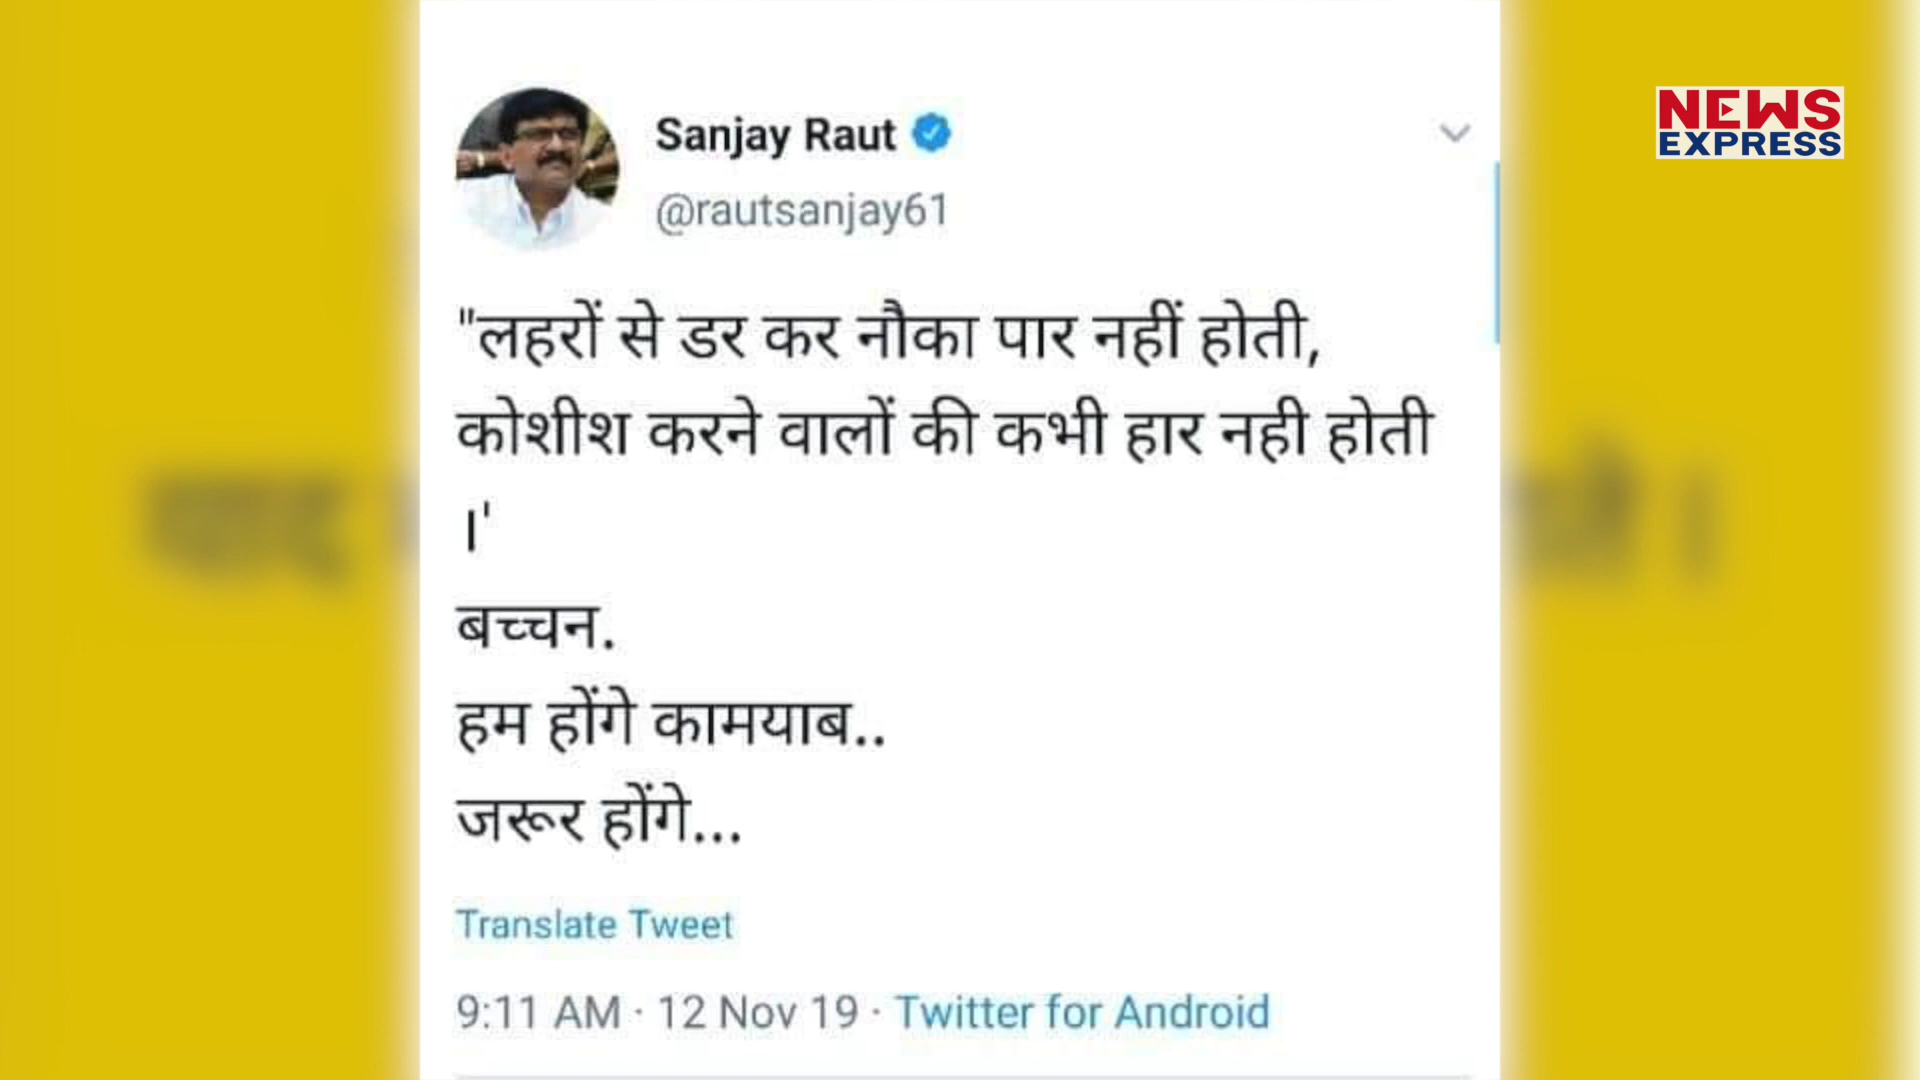 NEWS
EXPRESS
Sanjay Raut
@rautsanjay61
"लहरों से डर कर नौका पार नहीं होती,
कोशीश करने वालों की कभी हार नही होती
।'
बच्चन.
हम होंगे कामयाब..
जरूर होंगे...
Translate Tweet
9:11 AM · 12 Nov 19 · Twitter for Android